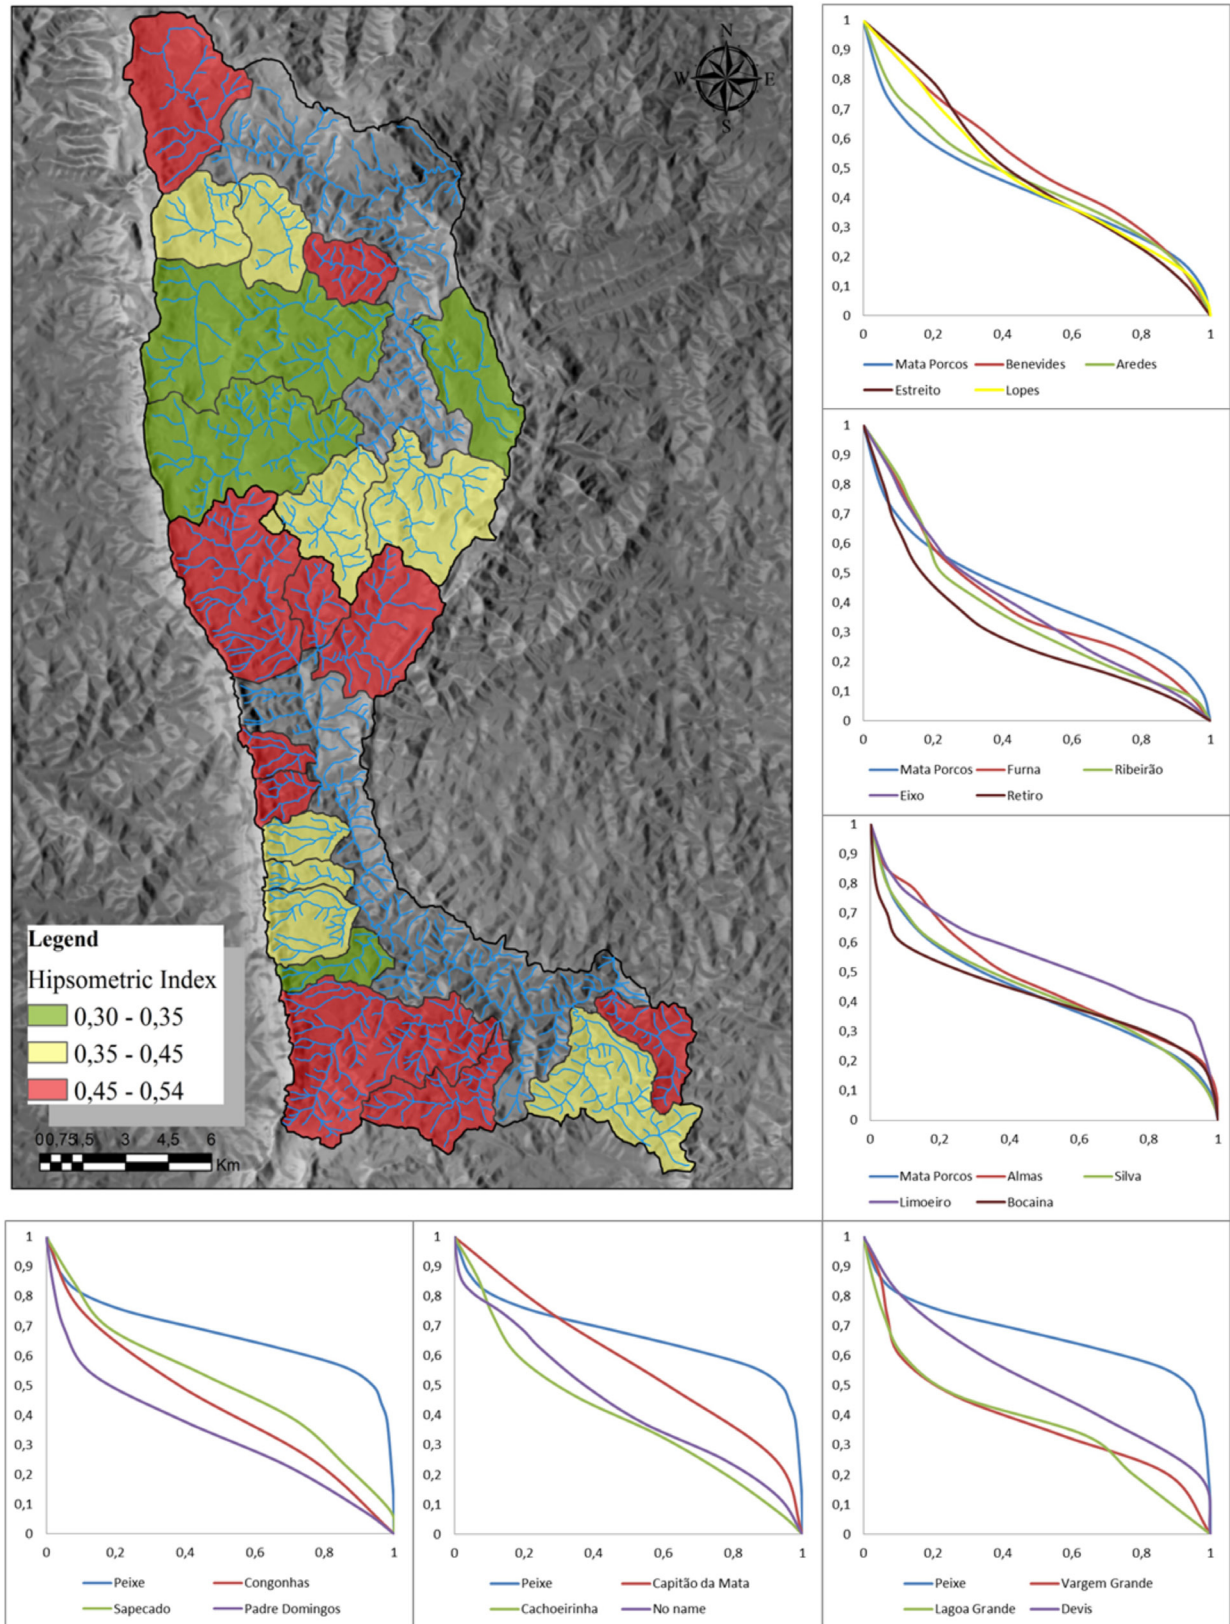 N
W E
S
Legend
Hipsometric Index
0,30 - 0,35
0,35 - 0,45
0,45 - 0,54
0 0,75 1,5 3 4,5 6
Km
1
0,9
0,8
0,7
0,6
0,5
0,4
0,3
0,2
0,1
0
0 0,2 0,4 0,6 0,8 1
Mata Porcos Benevides Aredes
Estreito Lopes
1
0,9
0,8
0,7
0,6
0,5
0,4
0,3
0,2
0,1
0
0 0,2 0,4 0,6 0,8 1
Mata Porcos Furna Ribeirão
Eixo Retiro
1
0,9
0,8
0,7
0,6
0,5
0,4
0,3
0,2
0,1
0
0 0,2 0,4 0,6 0,8 1
Mata Porcos Almas Silva
Limoeiro Bocaina
1
0,9
0,8
0,7
0,6
0,5
0,4
0,3
0,2
0,1
0
0 0,2 0,4 0,6 0,8 1
Peixe Congonhas
Sapecado Padre Domingos
1
0,9
0,8
0,7
0,6
0,5
0,4
0,3
0,2
0,1
0
0 0,2 0,4 0,6 0,8 1
Peixe Capitão da Mata
Cachoeirinha No name
1
0,9
0,8
0,7
0,6
0,5
0,4
0,3
0,2
0,1
0
0 0,2 0,4 0,6 0,8 1
Peixe Vargem Grande
Lagoa Grande Devis